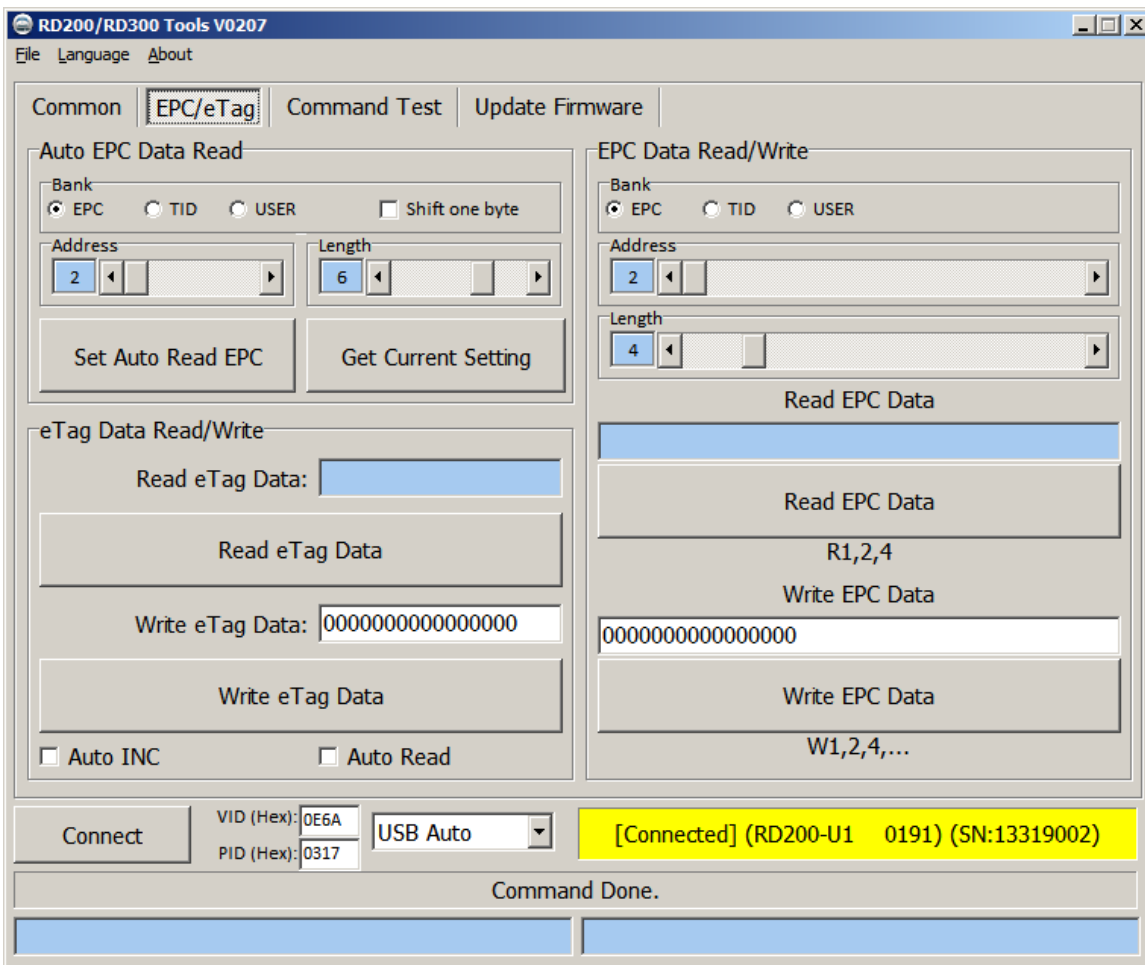 RD200/RD300 Tools V0207
File Language About
Common EPC/eTag Command Test Update Firmware
Auto EPC Data Read
Bank
EPC TID USER Shift one byte
Address Length
2 6
Set Auto Read EPC Get Current Setting
eTag Data Read/Write
Read eTag Data:
Read eTag Data
Write eTag Data: 0000000000000000
Write eTag Data
Auto INC Auto Read
EPC Data Read/Write
Bank
EPC TID USER
Address
2
Length
4
Read EPC Data
Read EPC Data
R1,2,4
Write EPC Data
0000000000000000
Write EPC Data
W1,2,4,...
Connect
VID (Hex): 0E6A
PID (Hex): 0317
USB Auto
[Connected] (RD200-U1 0191) (SN:13319002)
Command Done.